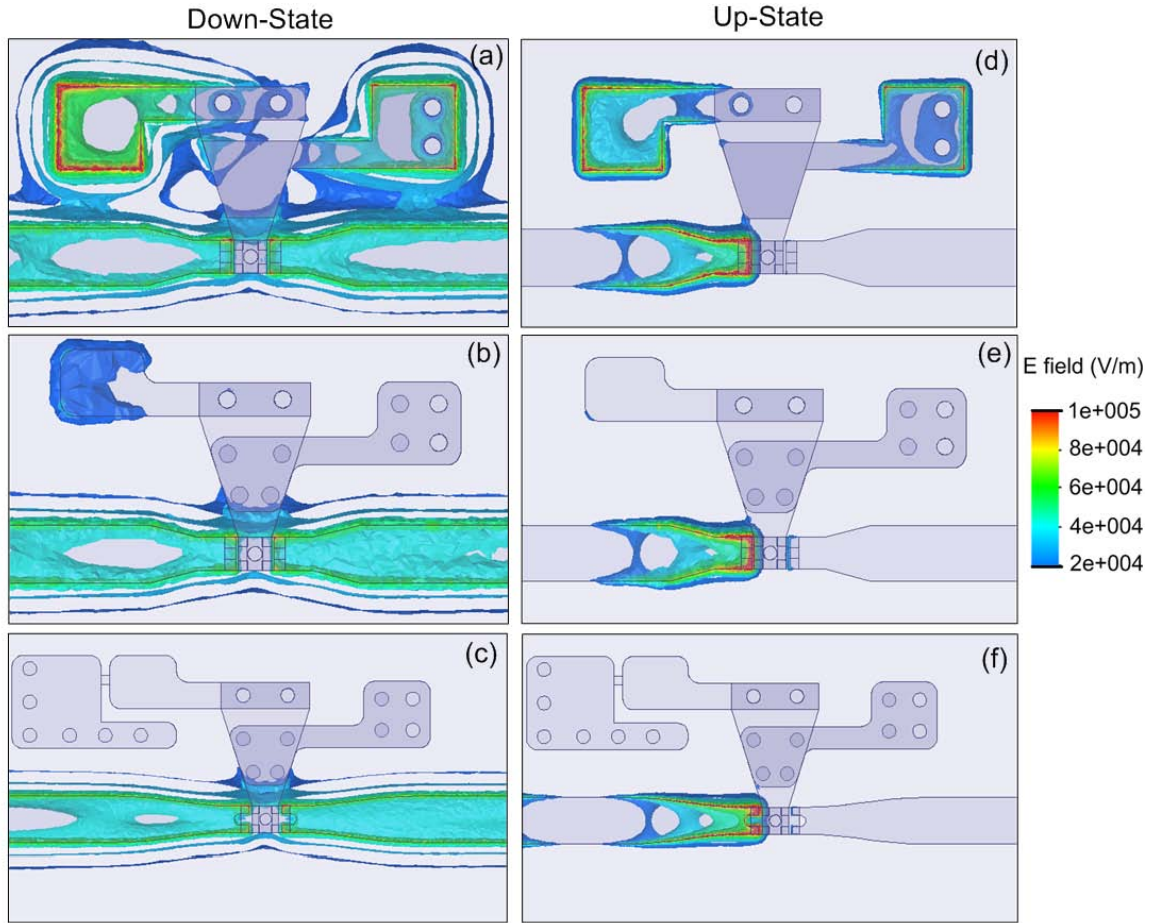 Down-State
Up-State
(a)
(d)
(b)
(e)
E field (V/m)
1e+005
8e+004
6e+004
4e+004
2e+004
(c)
(f)